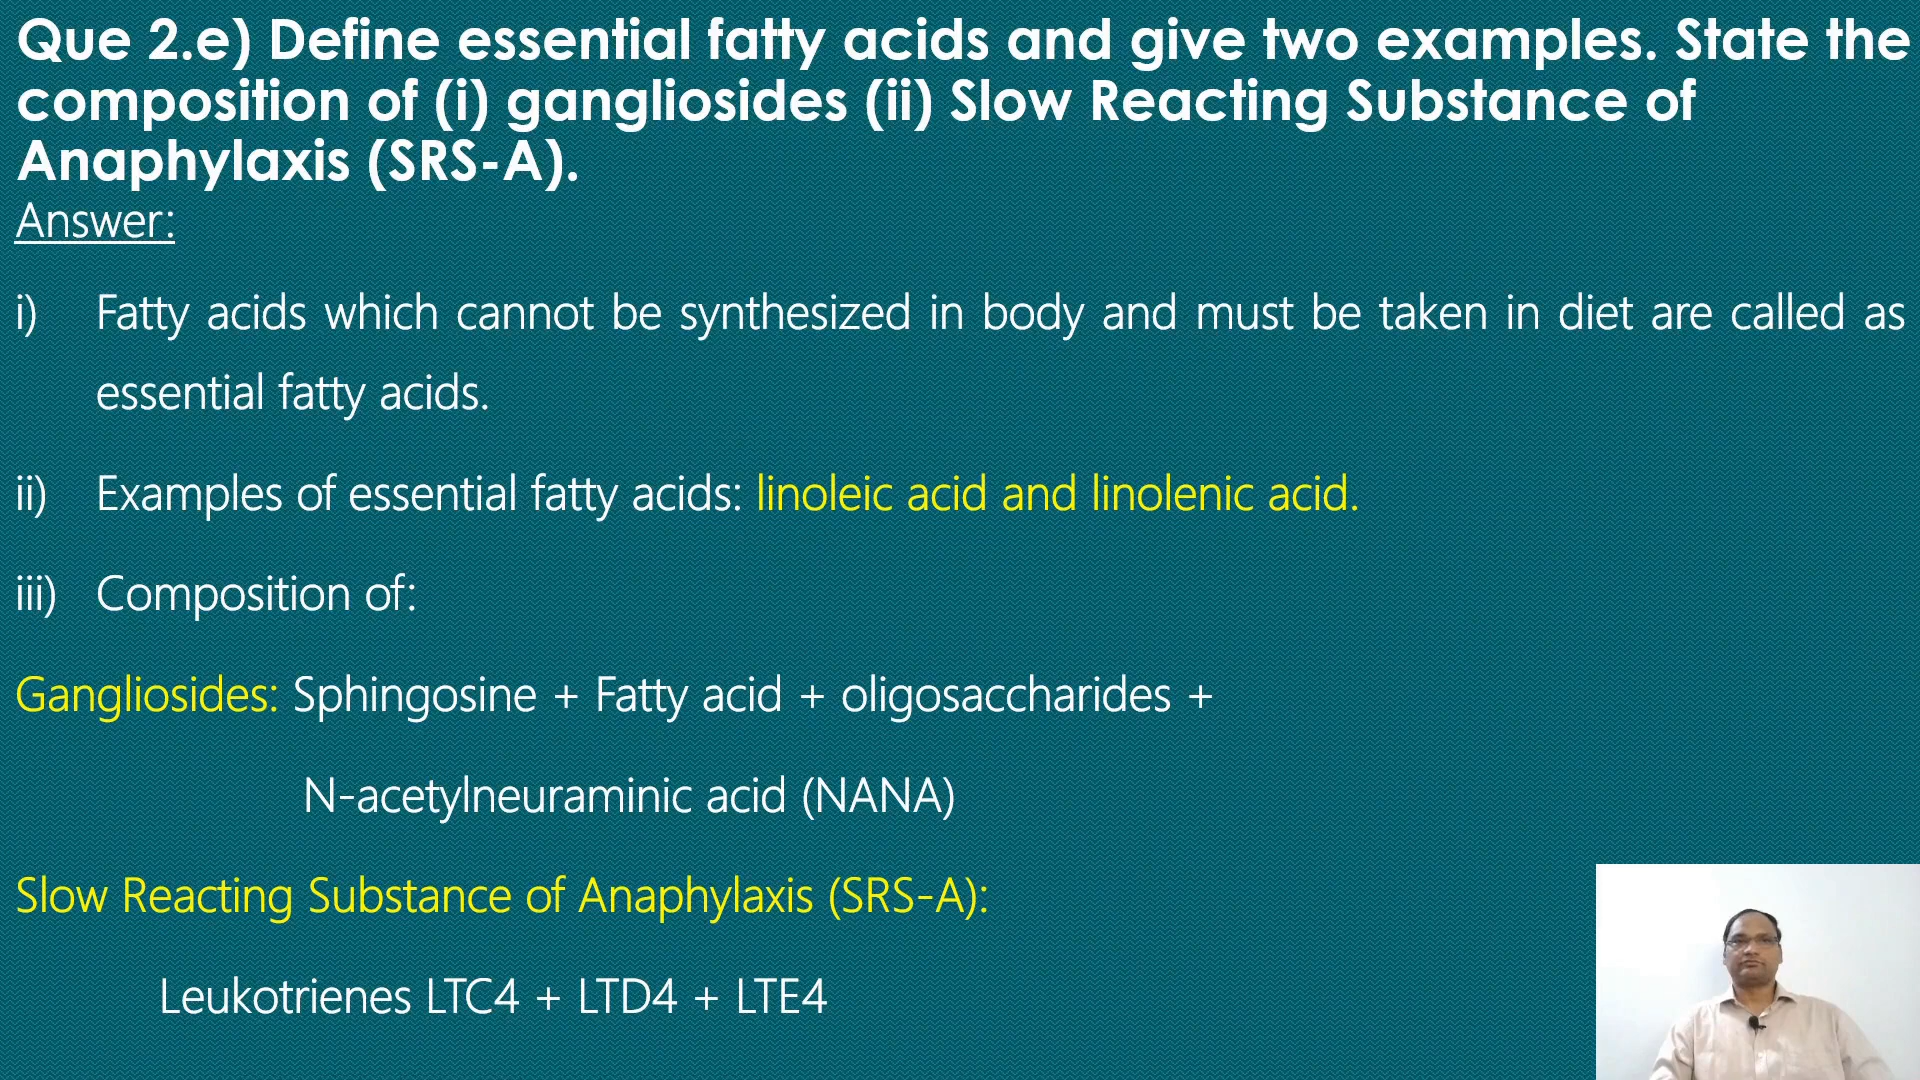 Que 2.e) Define essential fatty acids and give two examples. State the
composition of (i) gangliosides (ii) Slow Reacting Substance of
Anaphylaxis (SRS-A).
Answer:
i) Fatty acids which cannot be synthesized in body and must be taken in diet are called as
essential fatty acids.
ii) Examples of essential fatty acids: linoleic acid and linolenic acid.
iii) Composition of:
Gangliosides: Sphingosine + Fatty acid + oligosaccharides +
N-acetylneuraminic acid (NANA)
Slow Reacting Substance of Anaphylaxis (SRS-A):
Leukotrienes LTC4 + LTD4 + LTE4